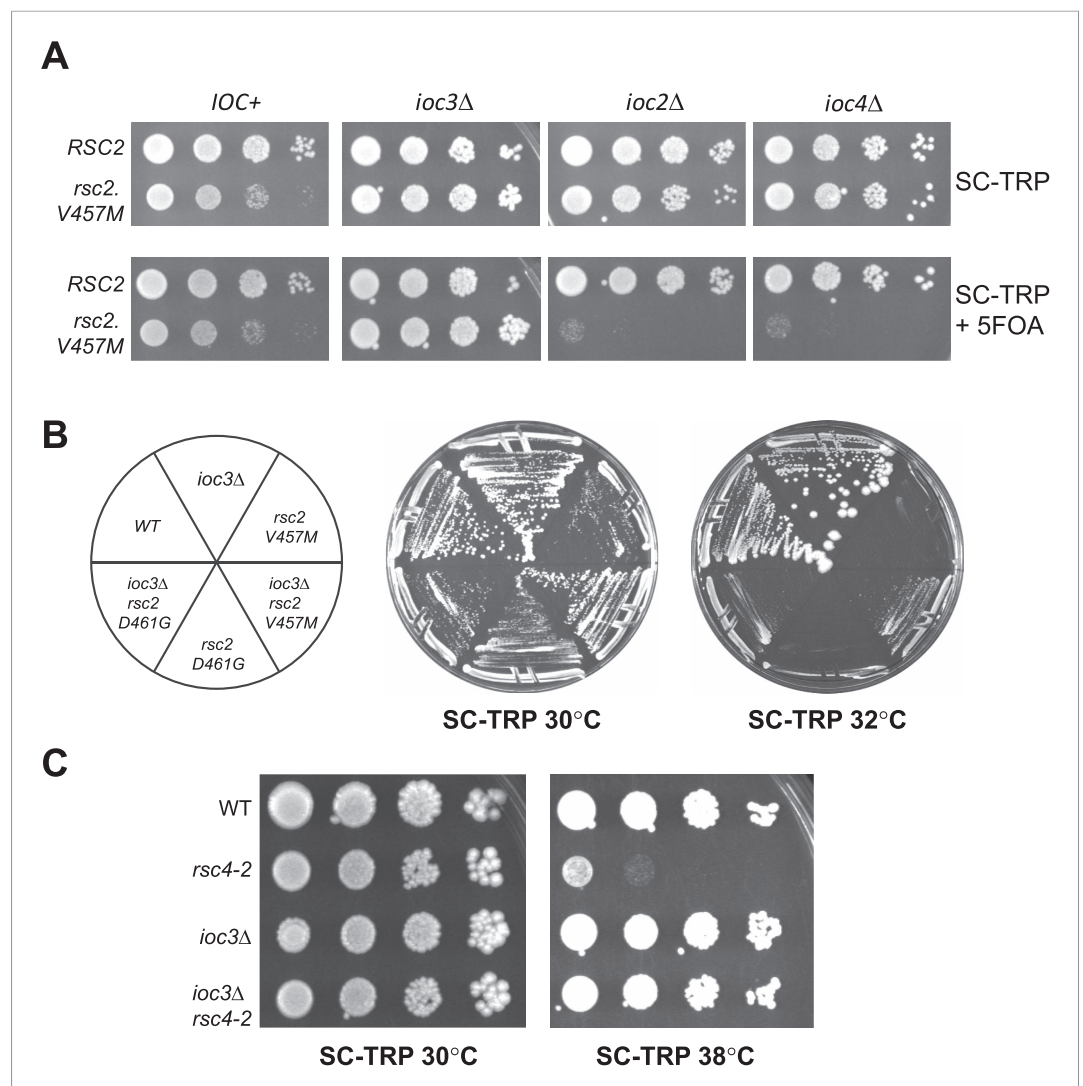 A
IOC+ ioc3Δ ioc2Δ ioc4Δ
RSC2
rsc2.
V457M
SC-TRP
RSC2
rsc2.
V457M
SC-TRP
+ 5FOA
B
ioc3Δ
WT
rsc2
V457M
ioc3Δ
rsc2
D461G
rsc2
D461G
ioc3Δ
rsc2
V457M
SC-TRP 30°C SC-TRP 32°C
C
WT
rsc4-2
ioc3Δ
ioc3Δ
rsc4-2
SC-TRP 30°C SC-TRP 38°C